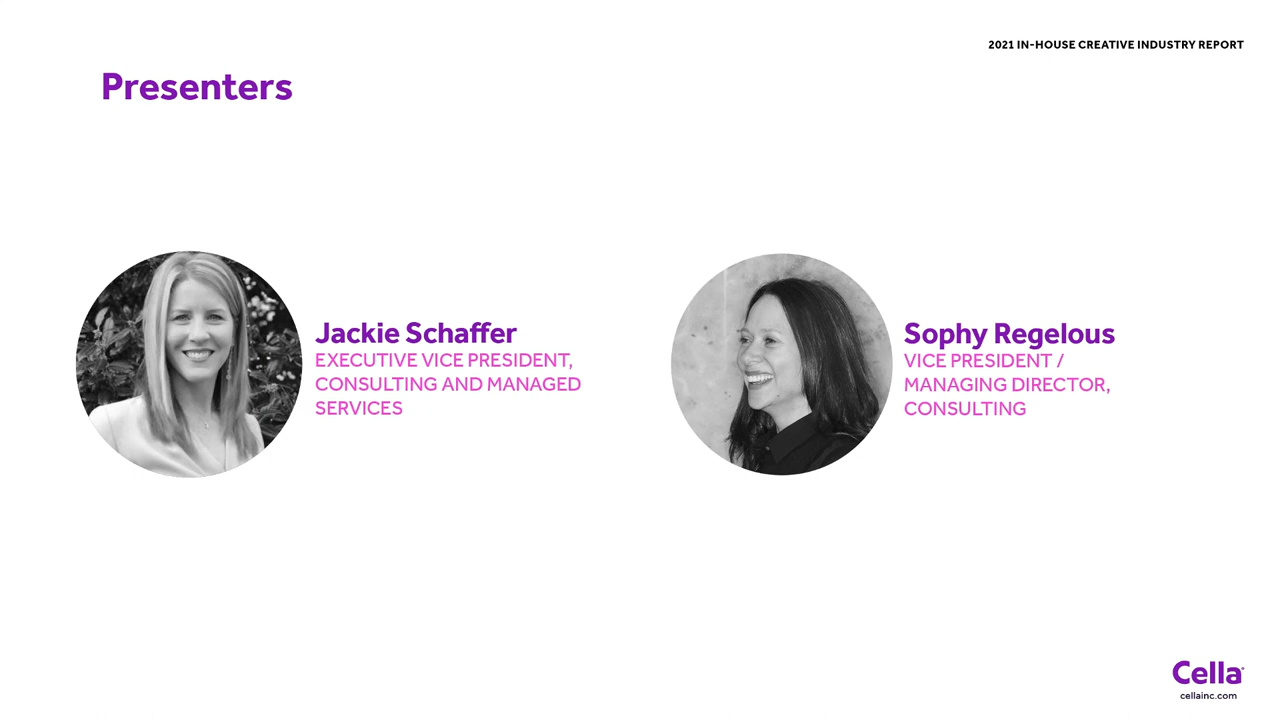 2021 IN-HOUSE CREATIVE INDUSTRY REPORT
Presenters
Jackie Schaffer
EXECUTIVE VICE PRESIDENT,
CONSULTING AND MANAGED
SERVICES
Sophy Regelous
VICE PRESIDENT /
MANAGING DIRECTOR,
CONSULTING
Cella
cellainc.com